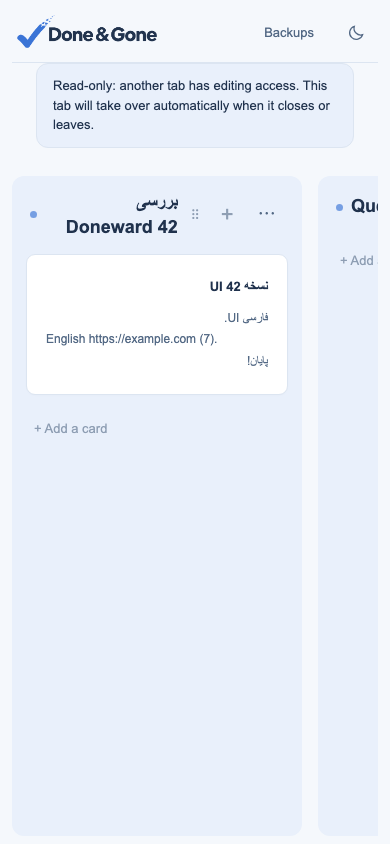 Done & Gone
Backups
Read-only: another tab has editing access. This
tab will take over automatically when it closes or
leaves.
بررسی
Doneward 42
نسخه UI 42
فارسی UI.
English https://example.com (7).
پایان!
+ Add a card
+ Add